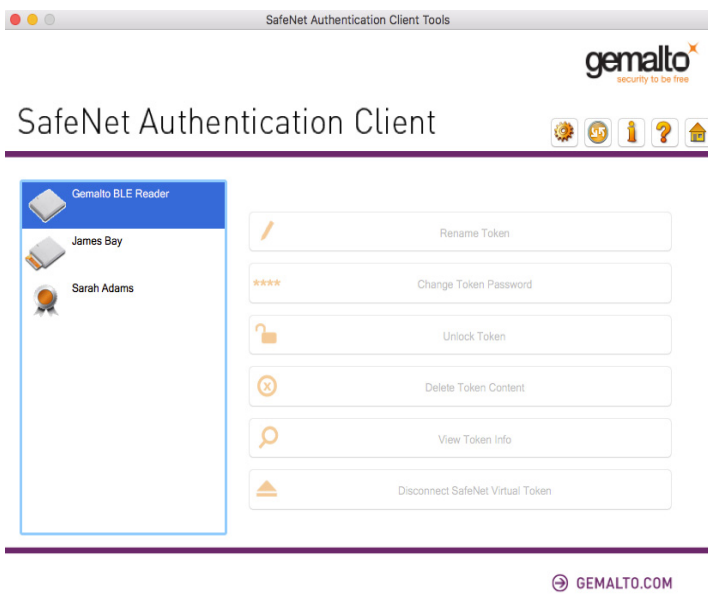 SafeNet Authentication Client Tools
gemalto
security to be free
SafeNet Authentication Client
Gemalto BLE Reader
James Bay
Sarah Adams
Rename Token
**** Change Token Password
Unlock Token
Delete Token Content
View Token Info
Disconnect SafeNet Virtual Token
GEMALTO.COM